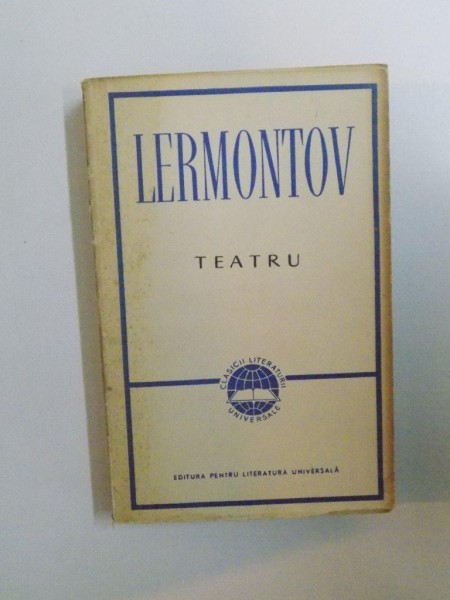 LERMONTOV
TEATRU
CLASICII LITERATURII
UNIVERSALE
EDITURA PENTRU LITERATURĂ UNIVERSALĂ